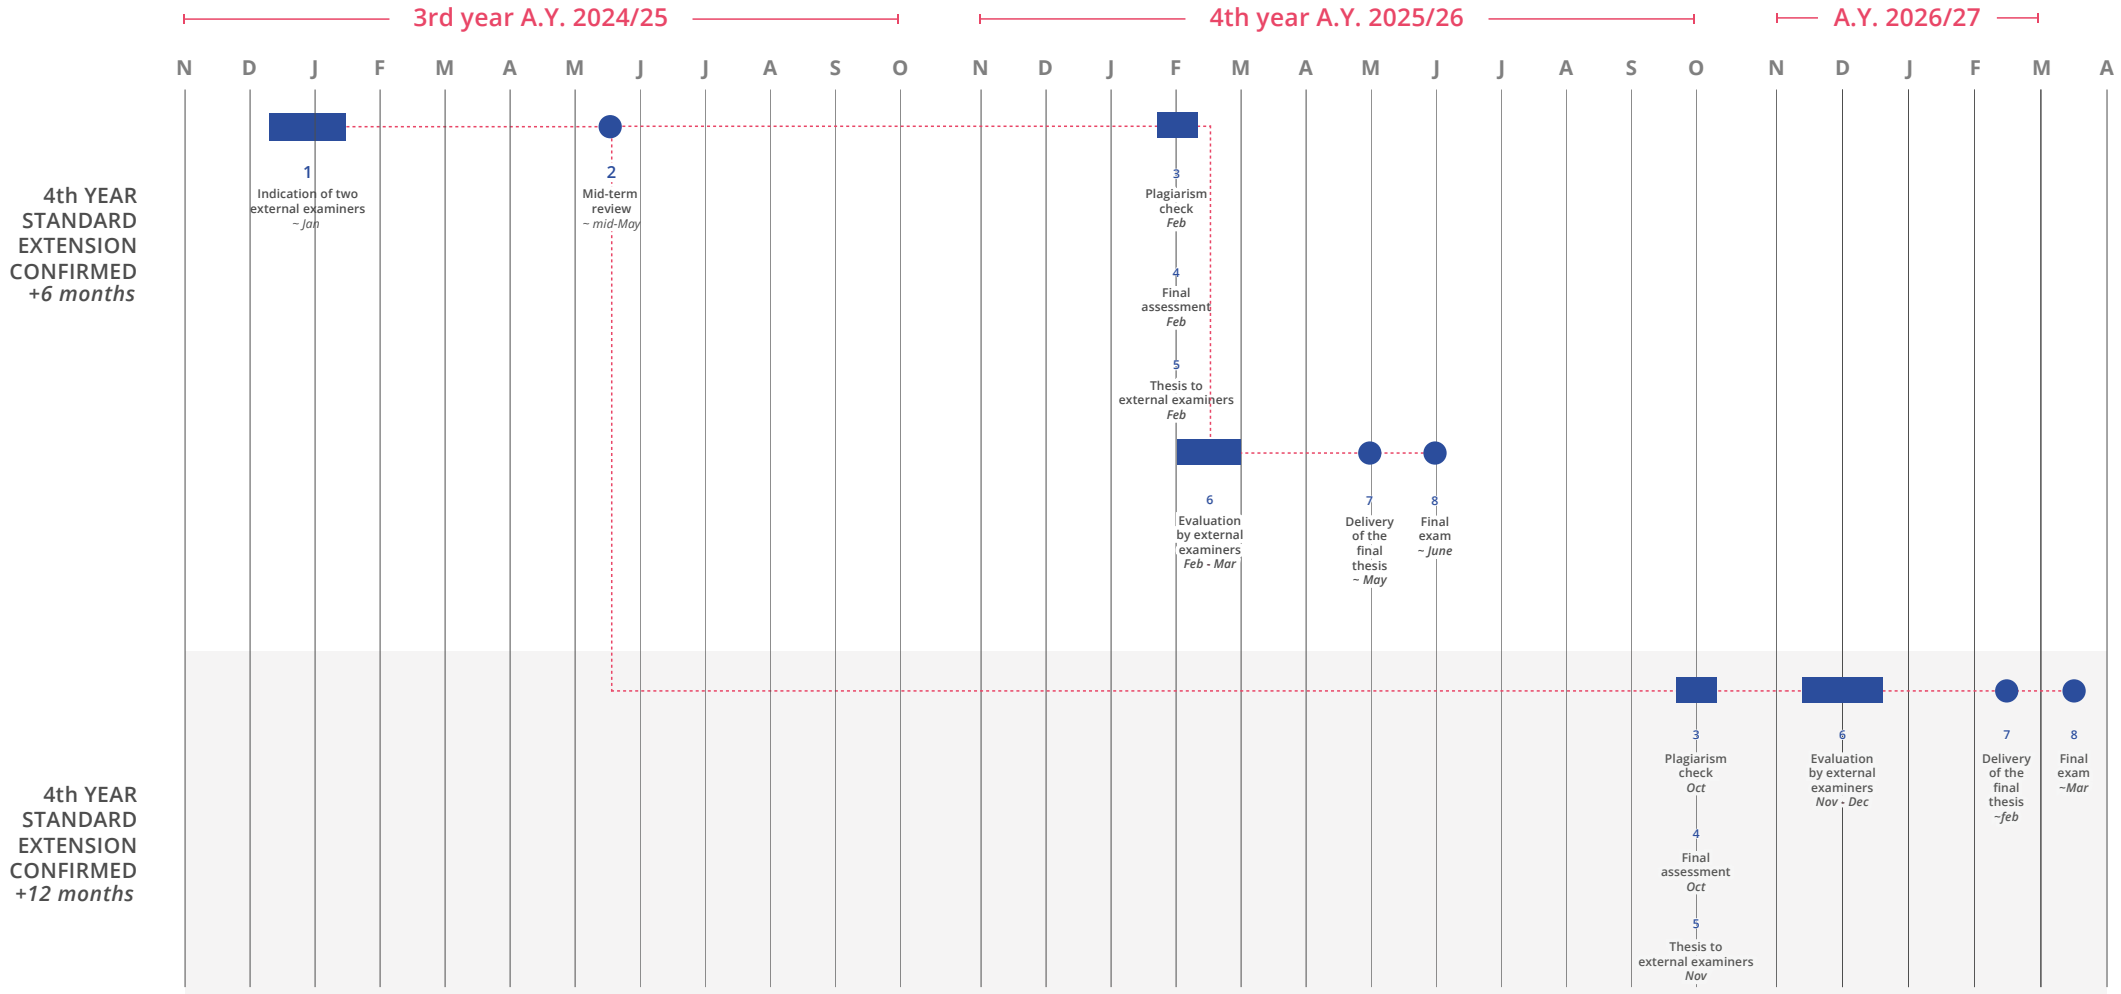 3rd year A.Y. 2024/25
4th year A.Y. 2025/26
A.Y. 2026/27
N D J F M A M J J A S O N D J F M A M J J A S O N D J F M A
4th YEAR
STANDARD
EXTENSION
CONFIRMED
+6 months
1
Indication of two
external examiners
~ Jan
2
Mid-term
review
~ mid-May
3
Plagiarism
check
Feb
4
Final
assessment
Feb
5
Thesis to
external examiners
Feb
6
Evaluation
by external
examiners
Feb - Mar
7
Delivery
of the
final
thesis
~ May
8
Final
exam
~ June
4th YEAR
STANDARD
EXTENSION
CONFIRMED
+12 months
3
Plagiarism
check
Oct
4
Final
assessment
Oct
5
Thesis to
external examiners
Nov
6
Evaluation
by external
examiners
Nov - Dec
7
Delivery
of the
final
thesis
~feb
8
Final
exam
~Mar